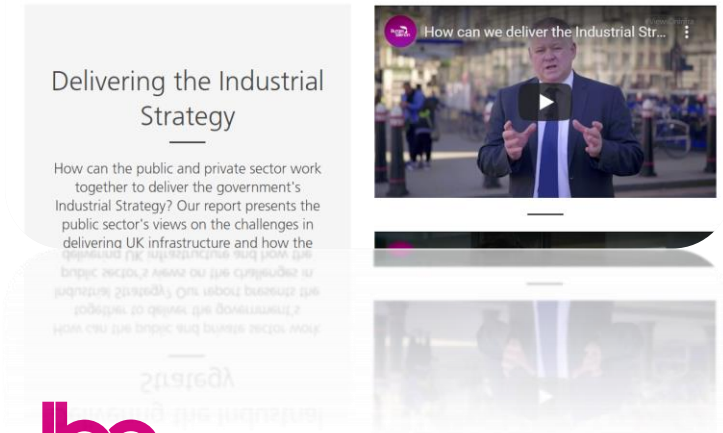 Delivering the Industrial
Strategy
How can the public and private sector work
together to deliver the government's
Industrial Strategy? Our report presents the
public sector's views on the challenges in
delivering UK infrastructure and how the
How can we deliver the Industrial Str...